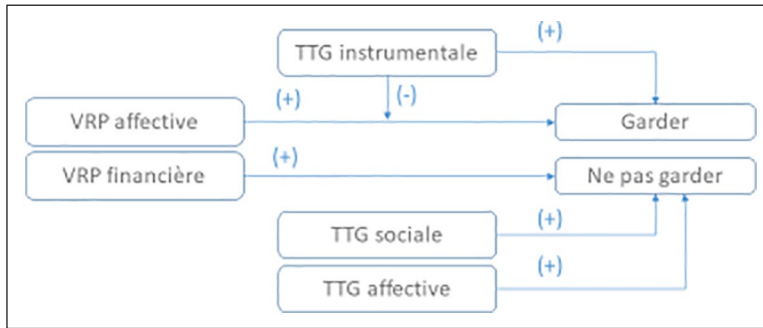 (+)
TTG instrumentale
(+)
(-)
VRP affective
Garder
(+)
VRP financière
Ne pas garder
(+)
TTG sociale
(+)
TTG affective